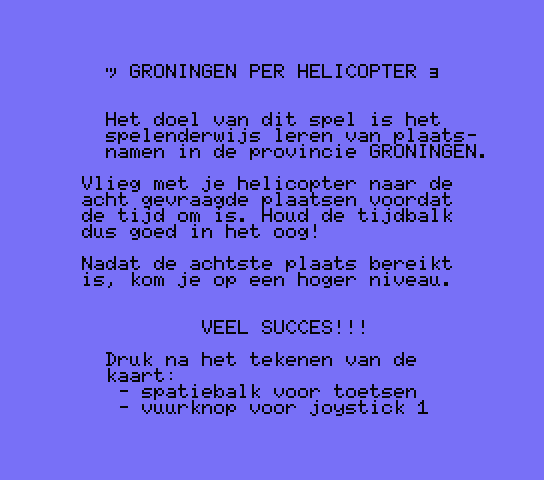 ッ GRONINGEN PER HELICOPTER ョ
Het doel van dit spel is het
spelenderwijs leren van plaats-
namen in de provincie GRONINGEN.
Vlieg met je helicopter naar de
acht gevraagde plaatsen voordat
de tijd om is. Houd de tijdbalk
dus goed in het oog!
Nadat de achtste plaats bereikt
is, kom je op een hoger niveau.
VEEL SUCCES!!!
Druk na het tekenen van de
kaart:
- spatiebalk voor toetsen
- vuurknop voor joystick 1